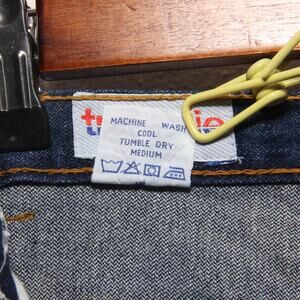 MACHINE WASH
COOL
TUMBLE DRY
MEDIUM